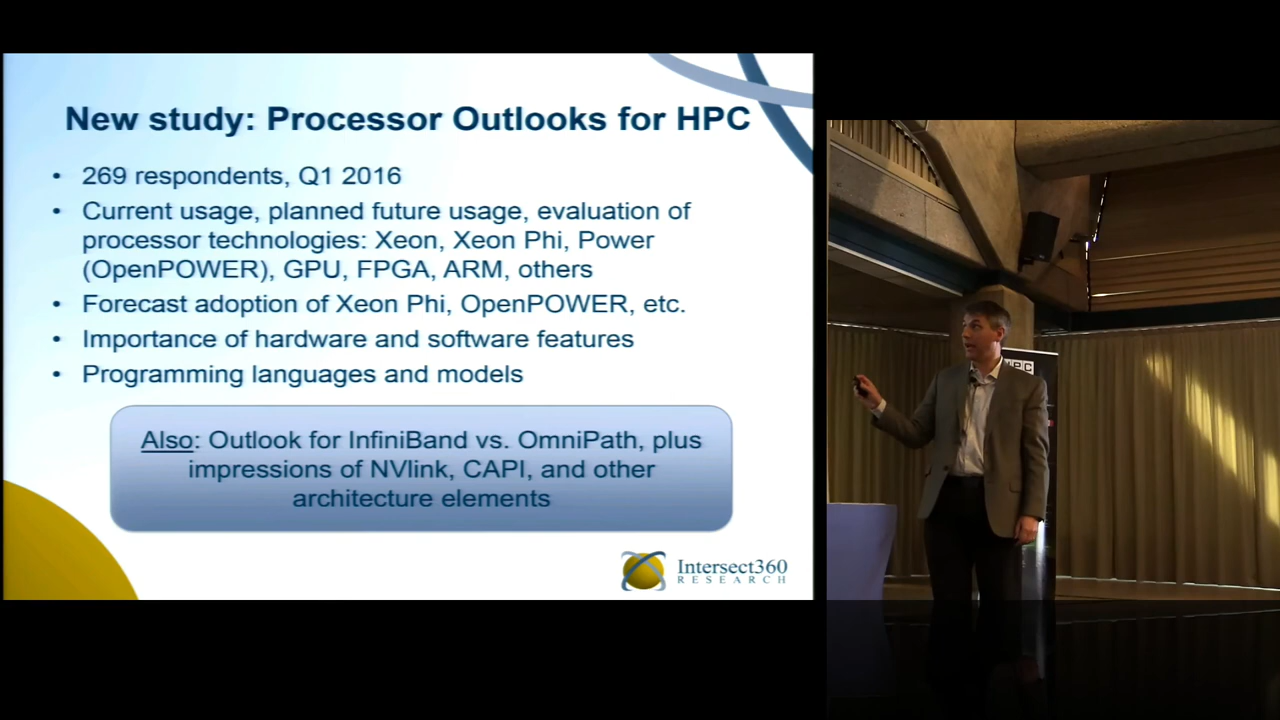 New study: Processor Outlooks for HPC
• 269 respondents, Q1 2016
• Current usage, planned future usage, evaluation of
processor technologies: Xeon, Xeon Phi, Power
(OpenPOWER), GPU, FPGA, ARM, others
• Forecast adoption of Xeon Phi, OpenPOWER, etc.
• Importance of hardware and software features
• Programming languages and models
Also: Outlook for InfiniBand vs. OmniPath, plus
impressions of NVlink, CAPI, and other
architecture elements
Intersect360
RESEARCH
HPC